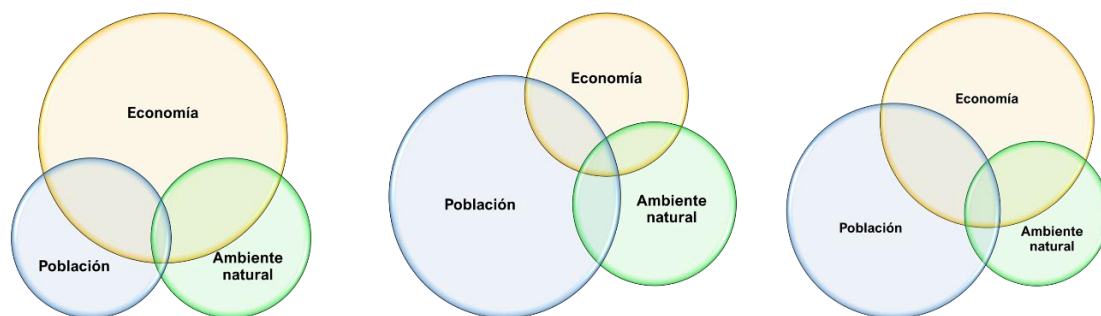 Economía
Población
Ambiente
natural
Economía
Población
Ambiente
natural
Economía
Población
Ambiente
natural